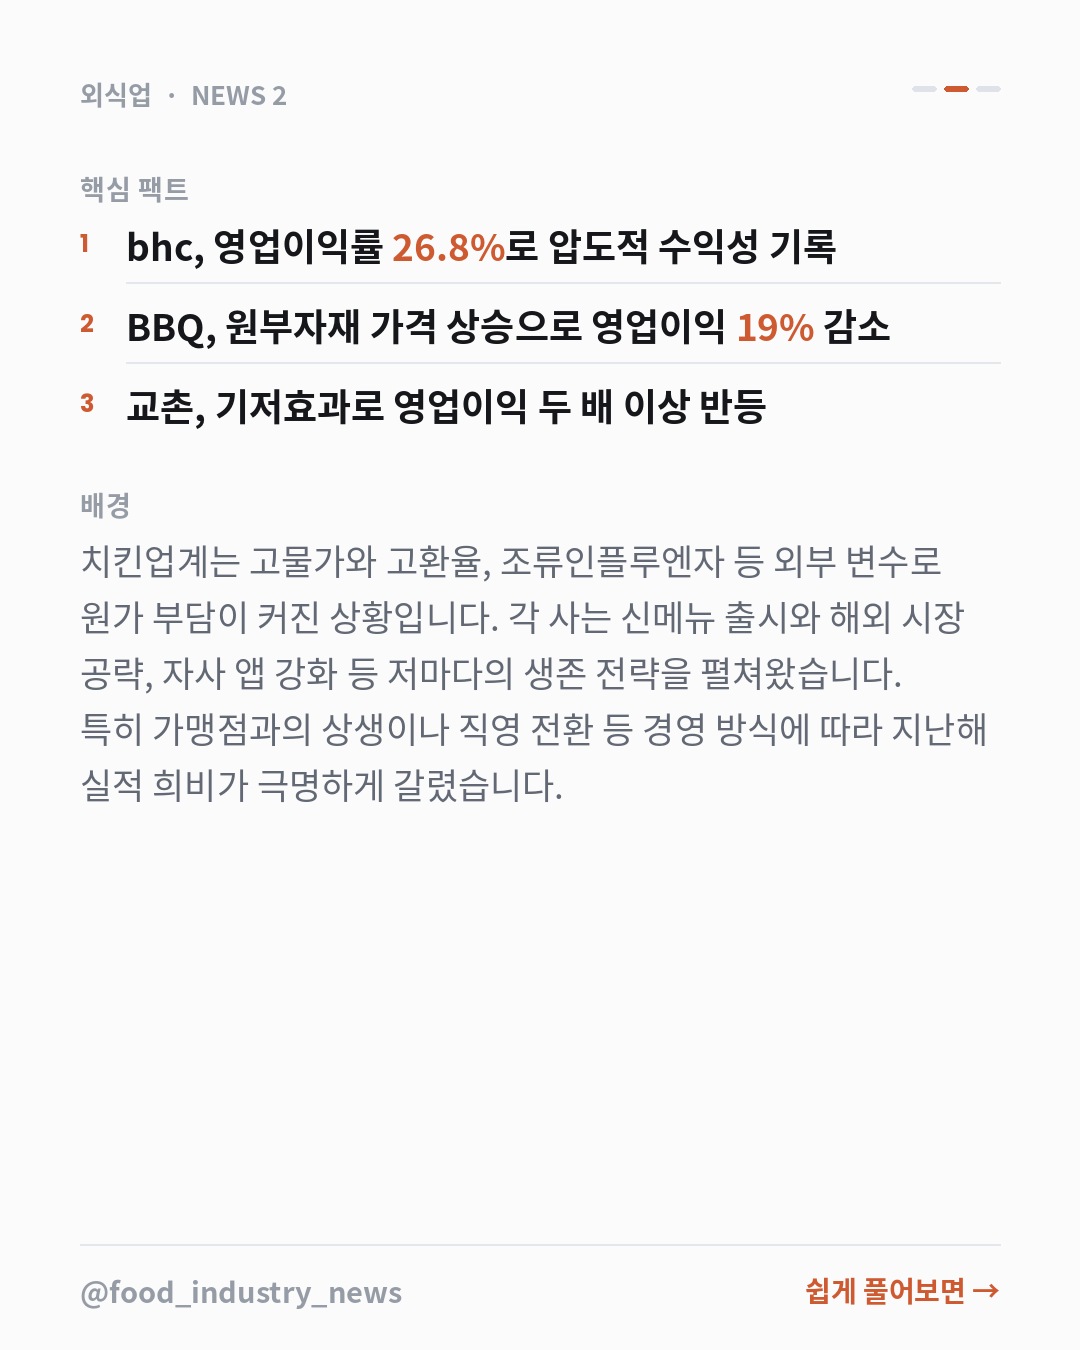 외식업 · NEWS 2
핵심 팩트
1 bhc, 영업이익률 26.8%로 압도적 수익성 기록
2 BBQ, 원부자재 가격 상승으로 영업이익 19% 감소
3 교촌, 기저효과로 영업이익 두 배 이상 반등
배경
치킨업계는 고물가와 고환율, 조류인플루엔자 등 외부 변수로
원가 부담이 커진 상황입니다. 각 사는 신메뉴 출시와 해외 시장
공략, 자사 앱 강화 등 저마다의 생존 전략을 펼쳐왔습니다.
특히 가맹점과의 상생이나 직영 전환 등 경영 방식에 따라 지난해
실적 희비가 극명하게 갈렸습니다.
@food_industry_news
쉽게 풀어보면 →